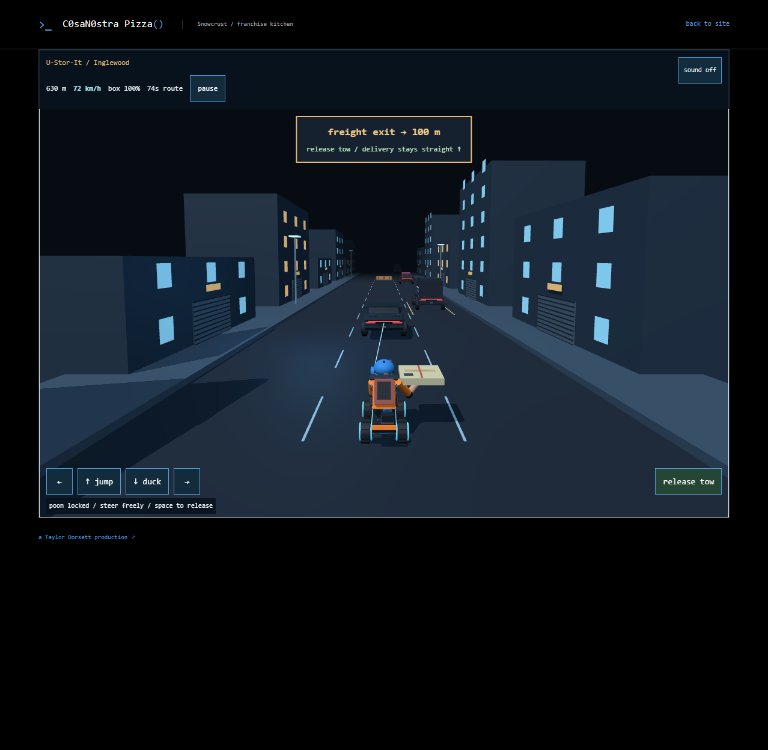 >_ C0saN0stra Pizza() | Snowcrust / franchise kitchen back to site
U-Stor-It / Inglewood
sound off
630 m 72 km/h box 100% 74s route pause
freight exit → 100 m
release tow / delivery stays straight ↑
← ↑ jump ↓ duck → release tow
poon locked / steer freely / space to release
a Taylor Dorsett production ↗